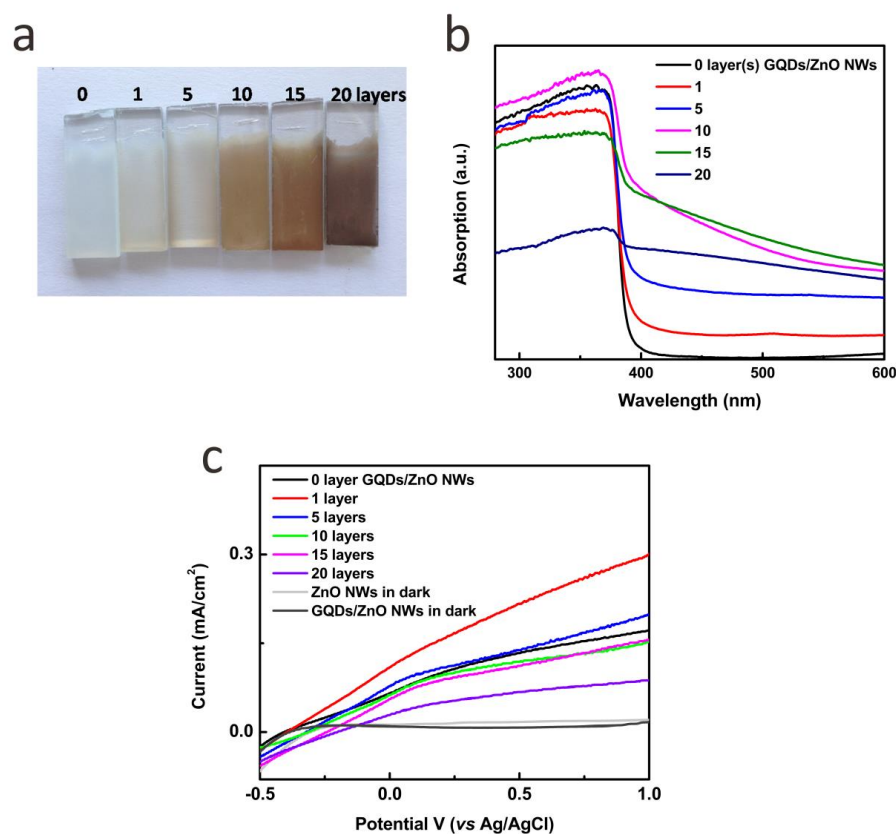 a
0 1 5 10 15 20 layers
b
0 layer(s) GQDs/ZnO NWs
1
5
10
15
20
Absorption (a.u.)
300 400 500 600
Wavelength (nm)
c
0 layer GQDs/ZnO NWs
1 layer
5 layers
10 layers
15 layers
20 layers
ZnO NWs in dark
GQDs/ZnO NWs in dark
0.3
0.0
Current (mA/cm²)
-0.5 0.0 0.5 1.0
Potential V (vs Ag/AgCl)